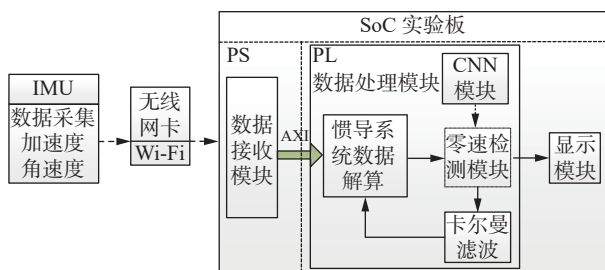 SoC 实验板
PS
PL
数据处理模块
CNN
模块
IMU
数据采集
加速度
角速度
无线
网卡
Wi-Fi
数据
接收
模块
AXI
惯导系
统数据
解算
零速检
测模块
显示
模块
卡尔曼
滤波